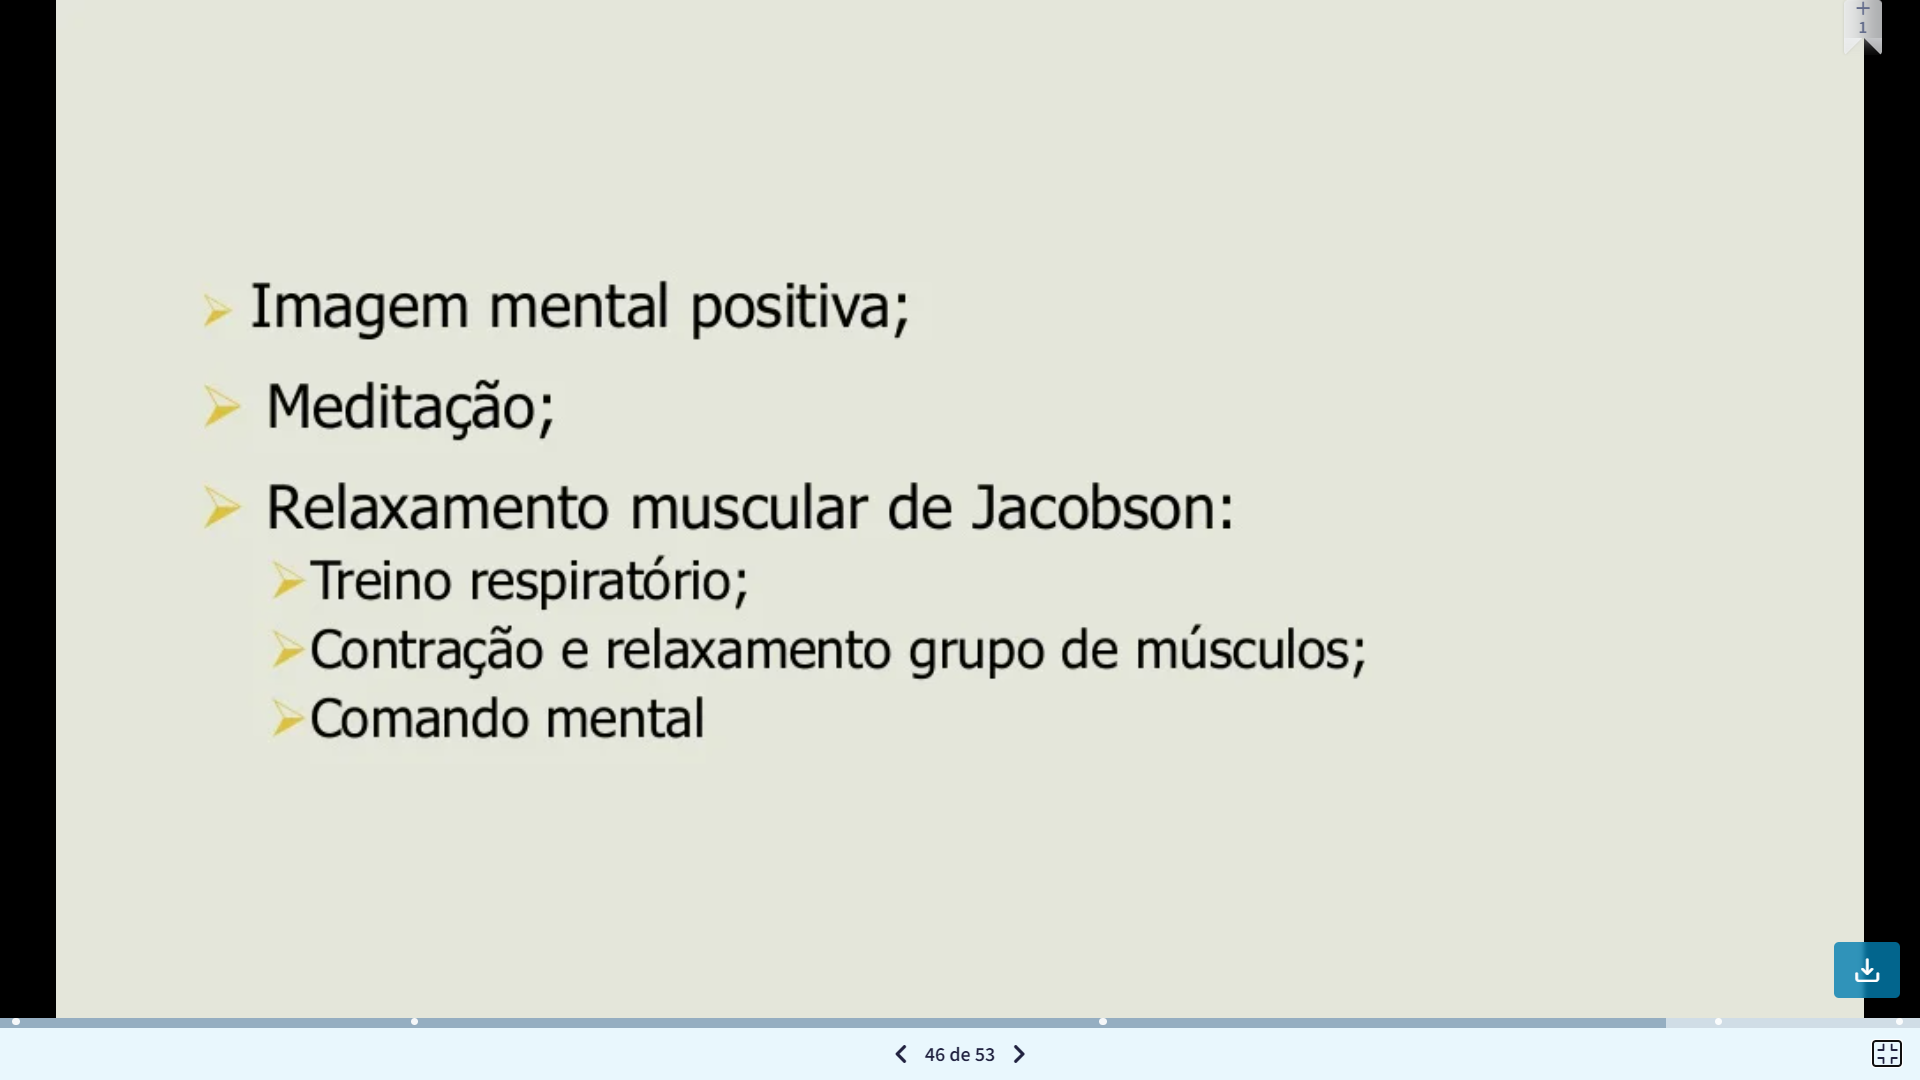 +
1
Imagem mental positiva;
Meditação;
Relaxamento muscular de Jacobson:
Treino respiratório;
Contração e relaxamento grupo de músculos;
Comando mental
46 de 53